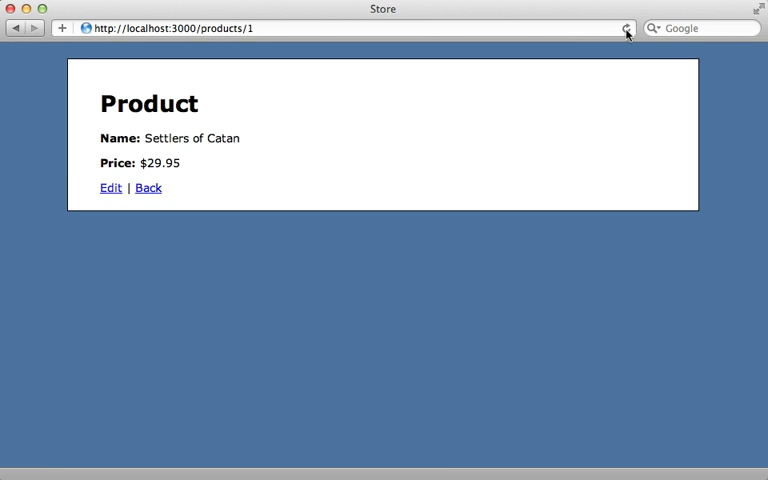 Store
http://localhost:3000/products/1
Google
Product
Name: Settlers of Catan
Price: $29.95
Edit | Back